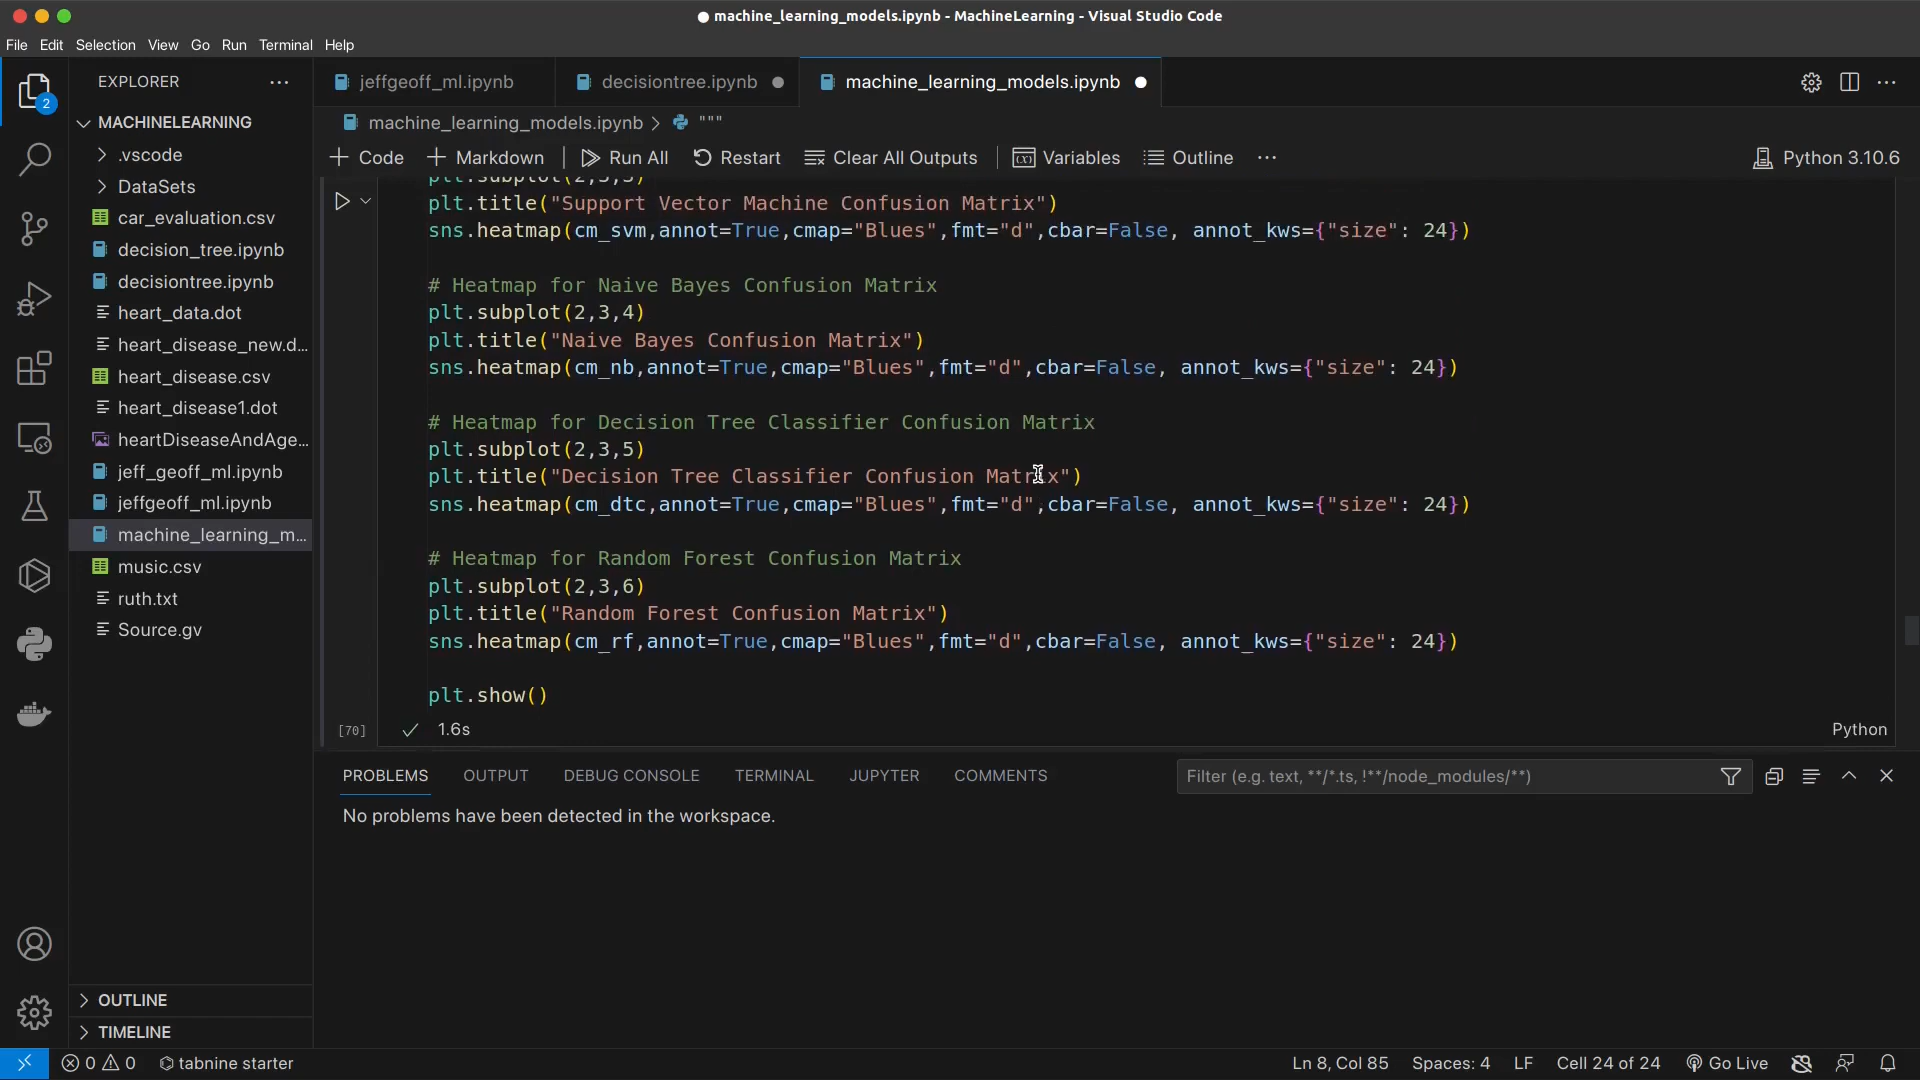 machine_learning_models.ipynb - MachineLearning - Visual Studio Code
File Edit Selection View Go Run Terminal Help
EXPLORER
jeffgeoff_ml.ipynb
decisiontree.ipynb
machine_learning_models.ipynb
2
MACHINELEARNING
machine_learning_models.ipynb > """
.vscode
DataSets
car_evaluation.csv
decision_tree.ipynb
decisiontree.ipynb
heart_data.dot
heart_disease_new.d...
heart_disease.csv
heart_disease1.dot
heartDiseaseAndAge...
jeff_geoff_ml.ipynb
jeffgeoff_ml.ipynb
machine_learning_m...
music.csv
ruth.txt
Source.gv
OUTLINE
TIMELINE
Code Markdown Run All Restart Clear All Outputs Variables Outline ... Python 3.10.6
plt.subplot(2,3,3)
plt.title("Support Vector Machine Confusion Matrix")
sns.heatmap(cm_svm,annot=True,cmap="Blues",fmt="d",cbar=False, annot_kws={"size": 24})
# Heatmap for Naive Bayes Confusion Matrix
plt.subplot(2,3,4)
plt.title("Naive Bayes Confusion Matrix")
sns.heatmap(cm_nb,annot=True,cmap="Blues",fmt="d",cbar=False, annot_kws={"size": 24})
# Heatmap for Decision Tree Classifier Confusion Matrix
plt.subplot(2,3,5)
plt.title("Decision Tree Classifier Confusion Matrix")
sns.heatmap(cm_dtc,annot=True,cmap="Blues",fmt="d",cbar=False, annot_kws={"size": 24})
# Heatmap for Random Forest Confusion Matrix
plt.subplot(2,3,6)
plt.title("Random Forest Confusion Matrix")
sns.heatmap(cm_rf,annot=True,cmap="Blues",fmt="d",cbar=False, annot_kws={"size": 24})
plt.show()
[70] 1.6s Python
PROBLEMS OUTPUT DEBUG CONSOLE TERMINAL JUPYTER COMMENTS
Filter (e.g. text, **/*.ts, !**/node_modules/**)
No problems have been detected in the workspace.
0 0 tabnine starter Ln 8, Col 85 Spaces: 4 LF Cell 24 of 24 Go Live